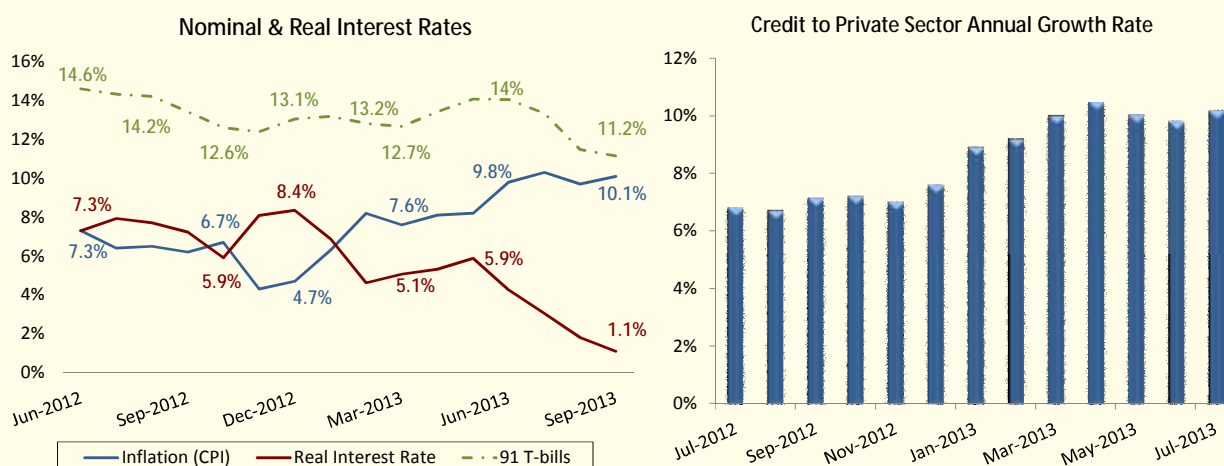 Nominal & Real Interest Rates
16%
14%
12%
10%
8%
6%
4%
2%
0%
14.6%
14.2%
12.6%
13.1%
13.2%
12.7%
14%
11.2%
7.3%
7.3%
6.7%
5.9%
8.4%
4.7%
7.6%
5.1%
9.8%
5.9%
10.1%
1.1%
Jun-2012
Sep-2012
Dec-2012
Mar-2013
Jun-2013
Sep-2013
Inflation (CPI)
Real Interest Rate
91 T-bills
Credit to Private Sector Annual Growth Rate
12%
10%
8%
6%
4%
2%
0%
Jul-2012
Sep-2012
Nov-2012
Jan-2013
Mar-2013
May-2013
Jul-2013